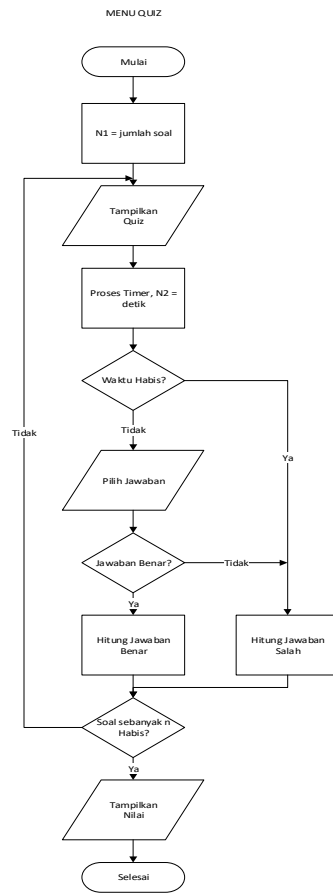 MENU QUIZ
Mulai
N1 = jumlah soal
Tampilkan
Quiz
Proses Timer, N2 =
detik
Waktu Habis?
Tidak
Tidak
Ya
Pilih Jawaban
Jawaban Benar?
Tidak
Ya
Hitung Jawaban
Benar
Hitung Jawaban
Salah
Soal sebanyak n
Habis?
Ya
Tampilkan
Nilai
Selesai